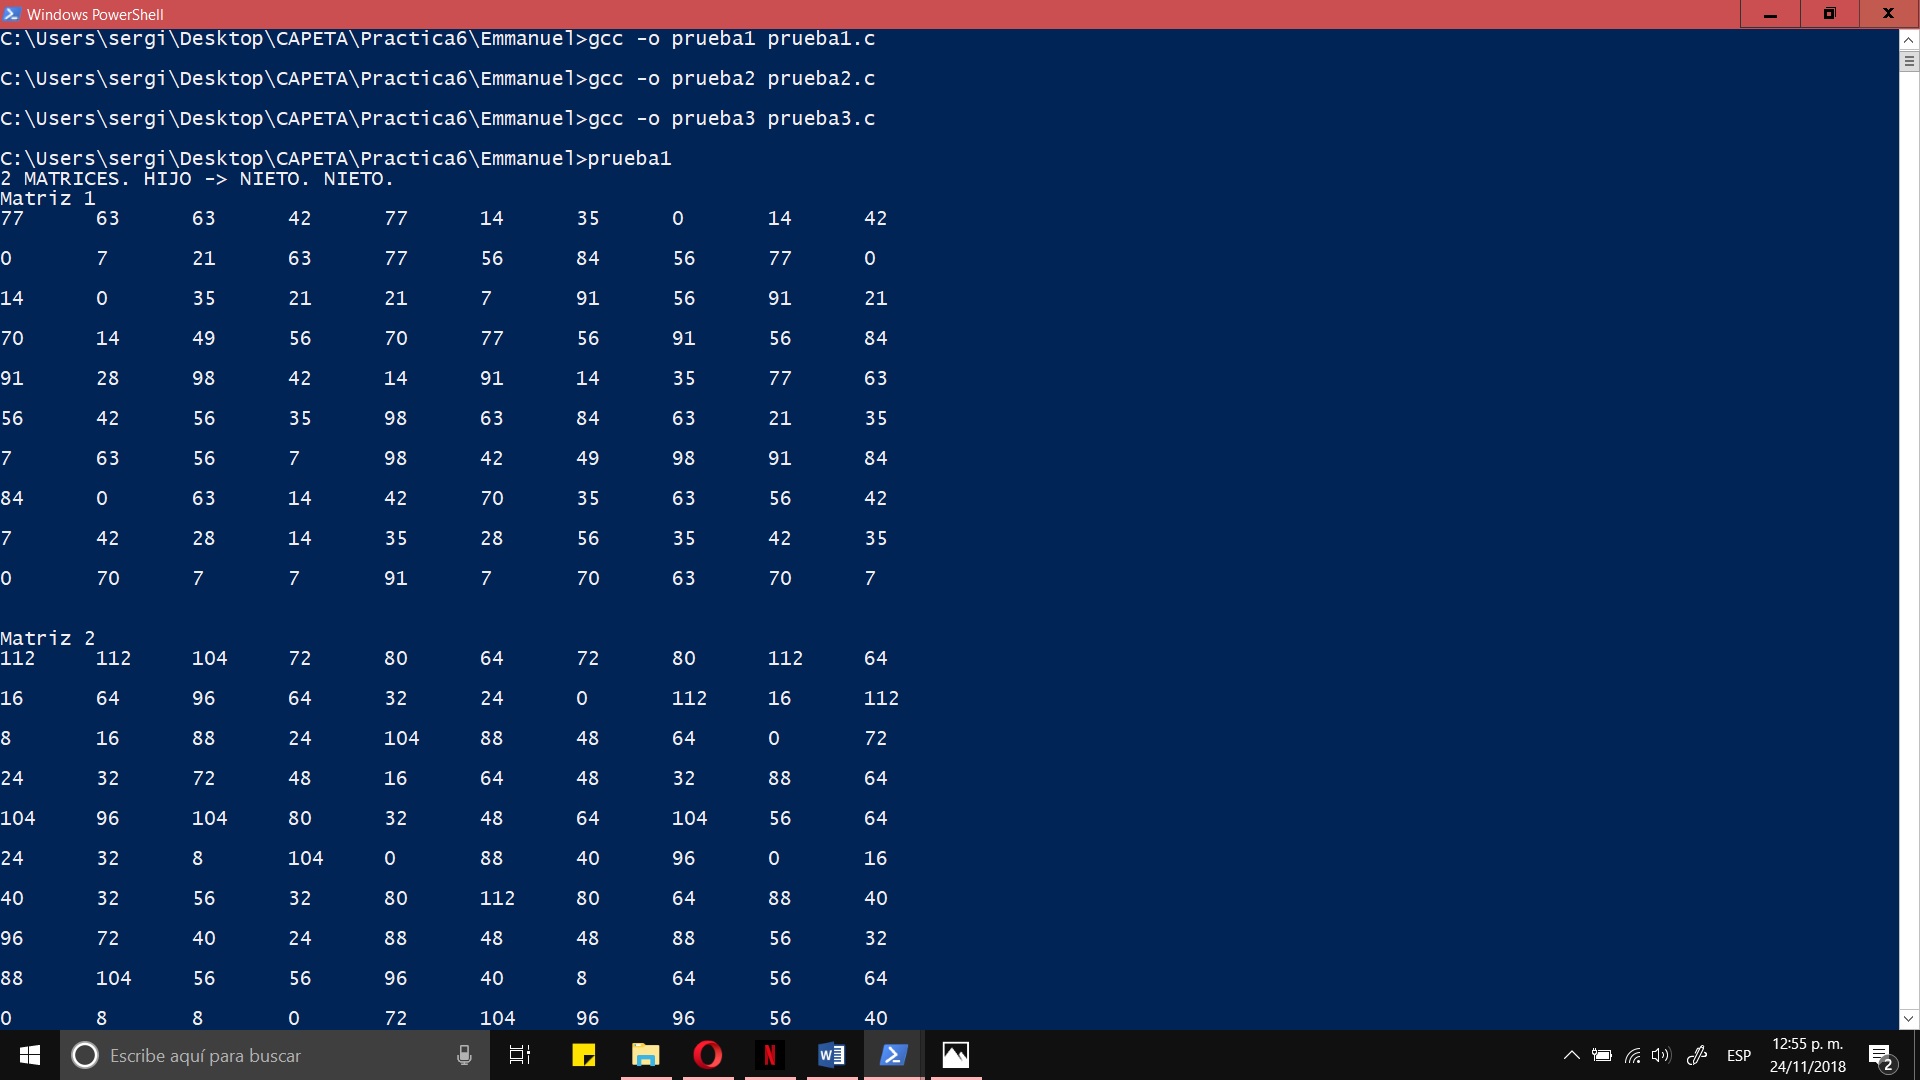 Windows PowerShell
C:\Users\sergi\Desktop\CAPETA\Practica6\Emmanuel>gcc -o prueba1 prueba1.c
C:\Users\sergi\Desktop\CAPETA\Practica6\Emmanuel>gcc -o prueba2 prueba2.c
C:\Users\sergi\Desktop\CAPETA\Practica6\Emmanuel>gcc -o prueba3 prueba3.c
C:\Users\sergi\Desktop\CAPETA\Practica6\Emmanuel>prueba1
2 MATRICES. HIJO -> NIETO. NIETO.
Matriz 1
77 63 63 42 77 14 35 0 14 42
0 7 21 63 77 56 84 56 77 0
14 0 35 21 21 7 91 56 91 21
70 14 49 56 70 77 56 91 56 84
91 28 98 42 14 91 14 35 77 63
56 42 56 35 98 63 84 63 21 35
7 63 56 7 98 42 49 98 91 84
84 0 63 14 42 70 35 63 56 42
7 42 28 14 35 28 56 35 42 35
0 70 7 7 91 7 70 63 70 7
Matriz 2
112 112 104 72 80 64 72 80 112 64
16 64 96 64 32 24 0 112 16 112
8 16 88 24 104 88 48 64 0 72
24 32 72 48 16 64 48 32 88 64
104 96 104 80 32 48 64 104 56 64
24 32 8 104 0 88 40 96 0 16
40 32 56 32 80 112 80 64 88 40
96 72 40 24 88 48 48 88 56 32
88 104 56 56 96 40 8 64 56 64
0 8 8 0 72 104 96 96 56 40
Escribe aquí para buscar
N
W
ESP
12:55 p. m.
24/11/2018
2